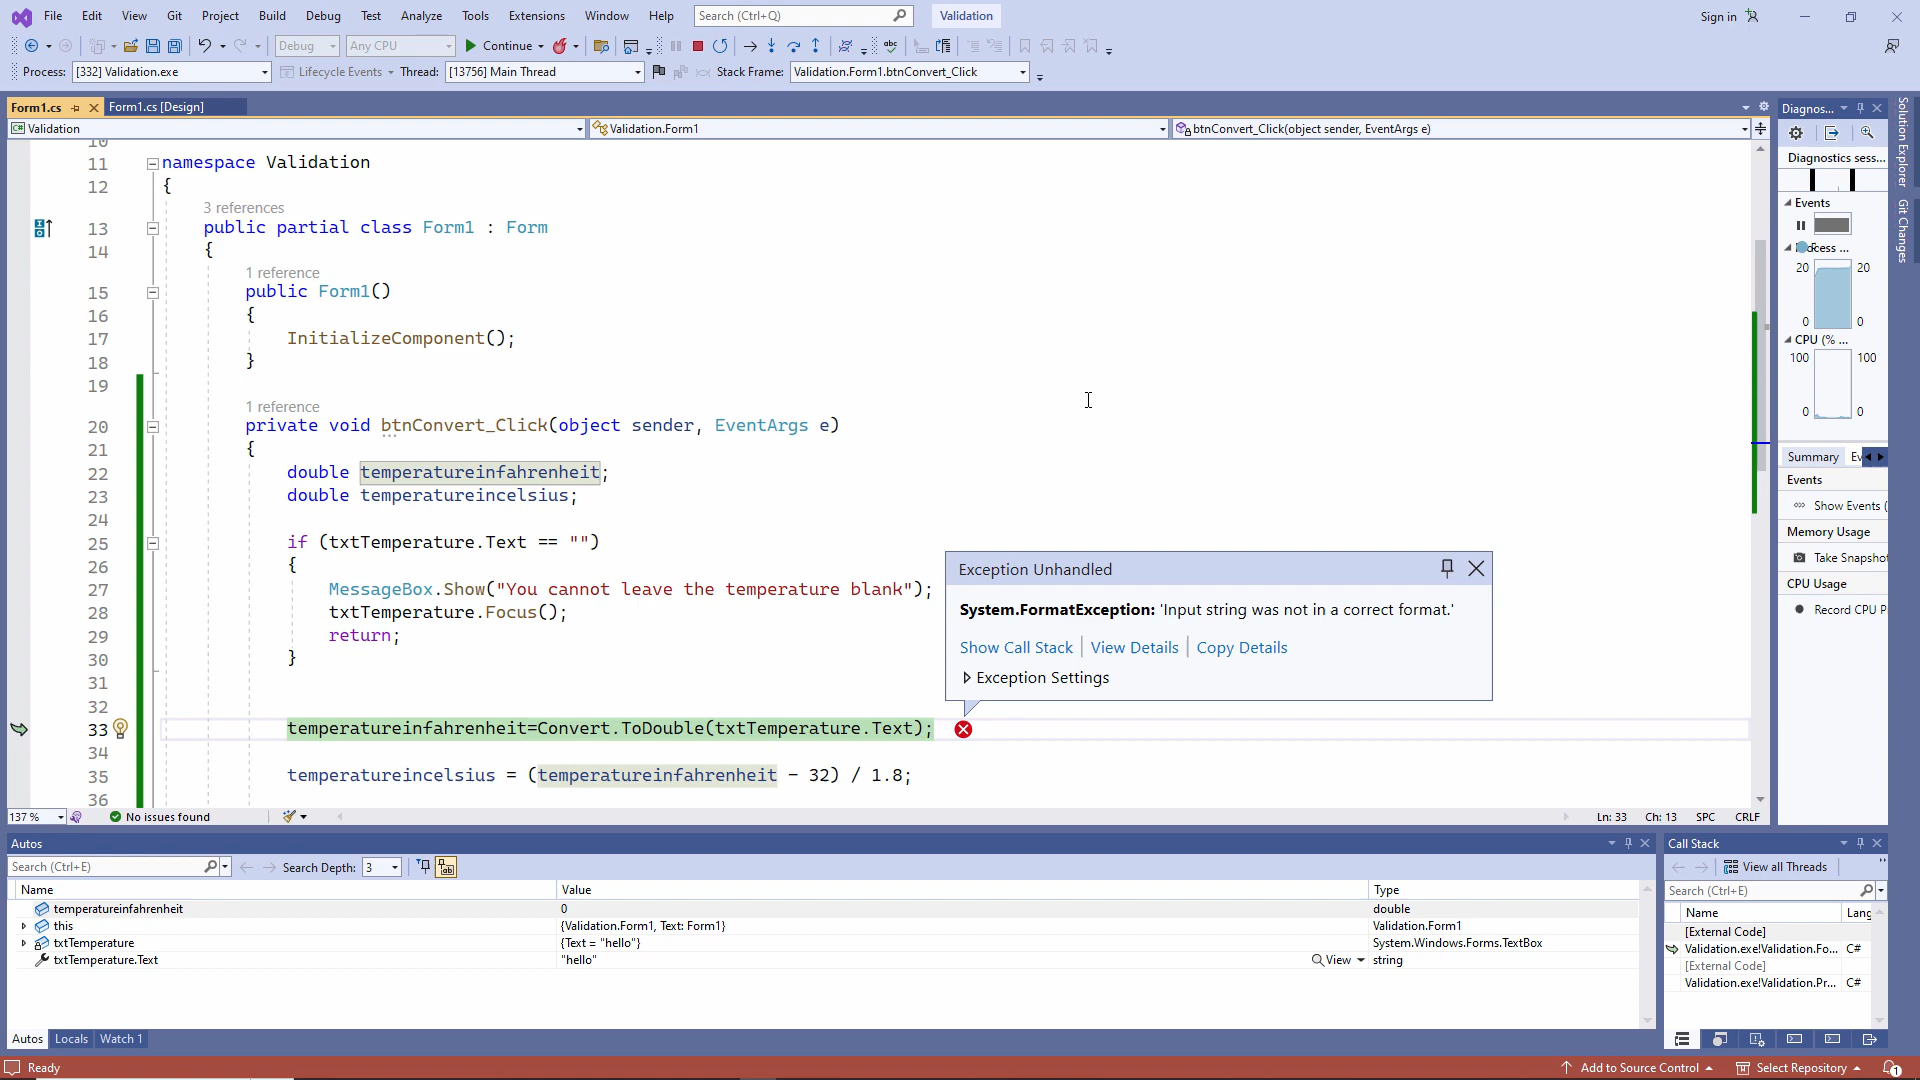 File Edit View Git Project Build Debug Test Analyze Tools Extensions Window Help Search (Ctrl+Q) Validation Sign in
Debug Any CPU Continue
Process: [332] Validation.exe Lifecycle Events Thread: [13756] Main Thread Stack Frame: Validation.Form1.btnConvert_Click
Form1.cs Form1.cs [Design]
Validation Validation.Form1 btnConvert_Click(object sender, EventArgs e)
10
11 namespace Validation
12 {
3 references
13 public partial class Form1 : Form
14 {
1 reference
15 public Form1()
16 {
17 InitializeComponent();
18 }
19
1 reference
20 private void btnConvert_Click(object sender, EventArgs e)
21 {
22 double temperatureinfahrenheit;
23 double temperatureincelsius;
24
25 if (txtTemperature.Text == "")
26 {
27 MessageBox.Show("You cannot leave the temperature blank");
28 txtTemperature.Focus();
29 return;
30 }
31
32
33 temperatureinfahrenheit=Convert.ToDouble(txtTemperature.Text);
34
35 temperatureincelsius = (temperatureinfahrenheit - 32) / 1.8;
36
Exception Unhandled
System.FormatException: 'Input string was not in a correct format.'
Show Call Stack View Details Copy Details
Exception Settings
137 % No issues found Ln: 33 Ch: 13 SPC CRLF
Diagnos...
Diagnostics sess...
Events
20 20
0 0
CPU (% ...
100 100
0 0
Summary Ev
Events
Show Events (
Memory Usage
Take Snapshot
CPU Usage
Record CPU P
Solution Explorer
Git Changes
Autos
Search (Ctrl+E) Search Depth: 3
Name Value Type
temperatureinfahrenheit 0 double
this {Validation.Form1, Text: Form1} Validation.Form1
txtTemperature {Text = "hello"} System.Windows.Forms.TextBox
txtTemperature.Text "hello" View string
Autos Locals Watch 1
Call Stack
View all Threads
Search (Ctrl+E)
Name Lang
[External Code]
Validation.exe!Validation.Fo... C#
[External Code]
Validation.exe!Validation.Pr... C#
Ready Add to Source Control Select Repository 1